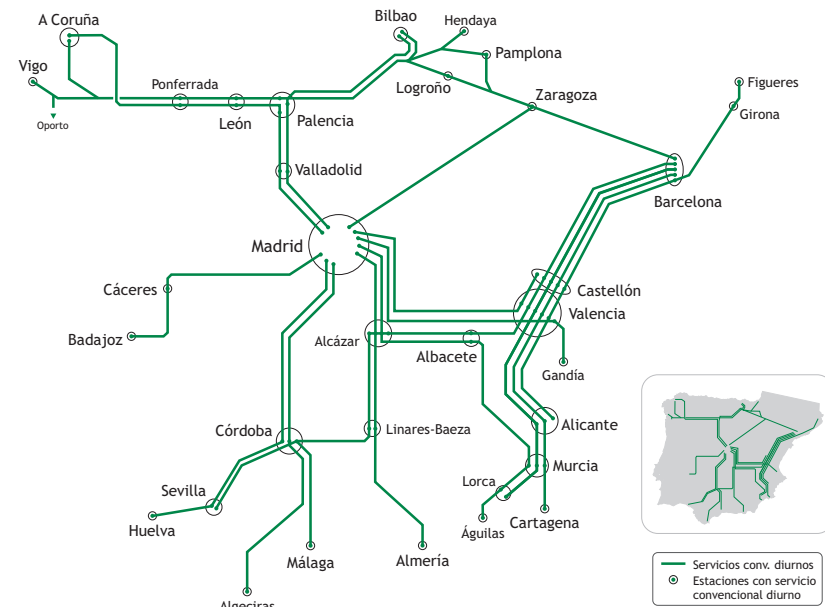 A Coruña
Bilbao
Hendaya
Vigo
Pamplona
Ponferrada
Logroño
Zaragoza
Figueres
Oporto
León
Palencia
Girona
Valladolid
Barcelona
Madrid
Cáceres
Castellón
Valencia
Badajoz
Alcázar
Albacete
Gandía
Córdoba
Linares-Baeza
Alicante
Sevilla
Lorca
Murcia
Huelva
Águilas
Cartagena
Málaga
Almería
Algeciras
Servicios conv. diurnos
Estaciones con servicio
convencional diurno